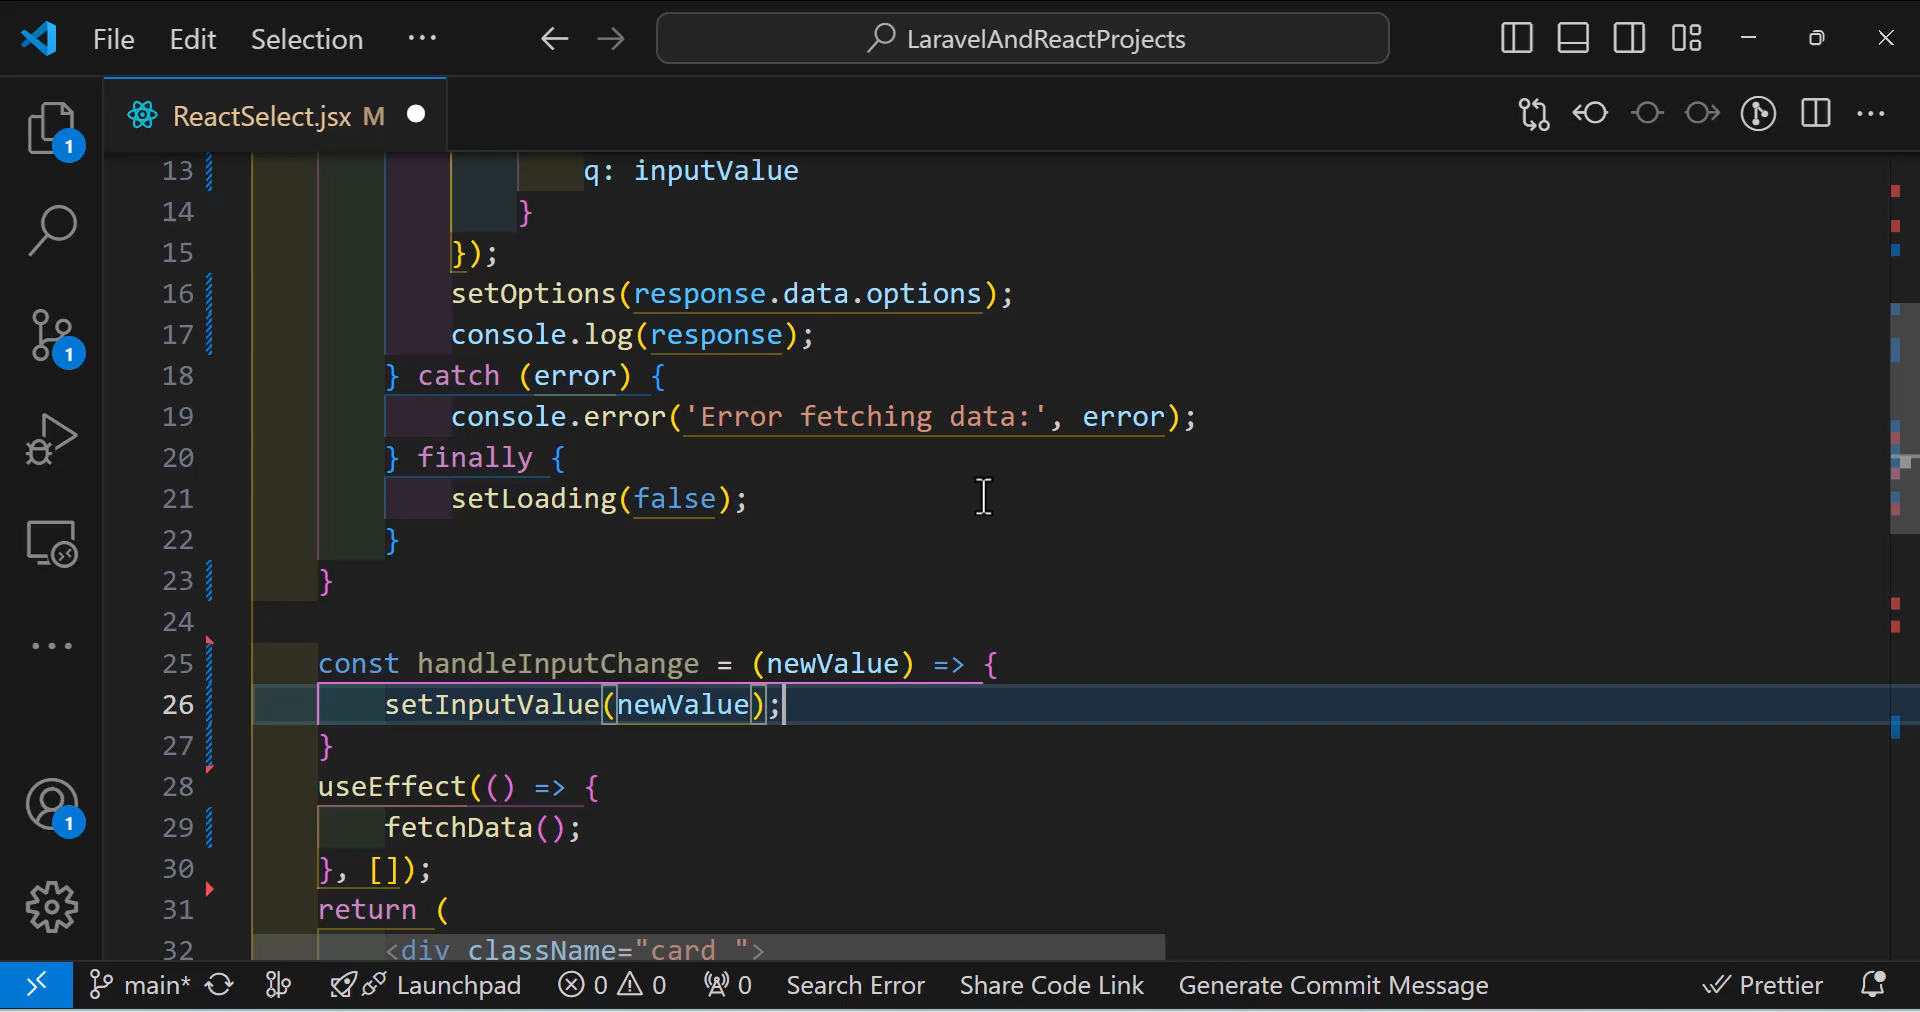 File Edit Selection ··· LaravelAndReactProjects
ReactSelect.jsx M
13 q: inputValue
14 }
15 });
16 setOptions(response.data.options);
17 console.log(response);
18 } catch (error) {
19 console.error('Error fetching data:', error);
20 } finally {
21 setLoading(false);
22 }
23 }
24
25 const handleInputChange = (newValue) => {
26 setInputValue(newValue);
27 }
28 useEffect(() => {
29 fetchData();
30 }, []);
31 return (
32 <div className="card ">
1
1
1
main* Launchpad 0 0 0 Search Error Share Code Link Generate Commit Message Prettier